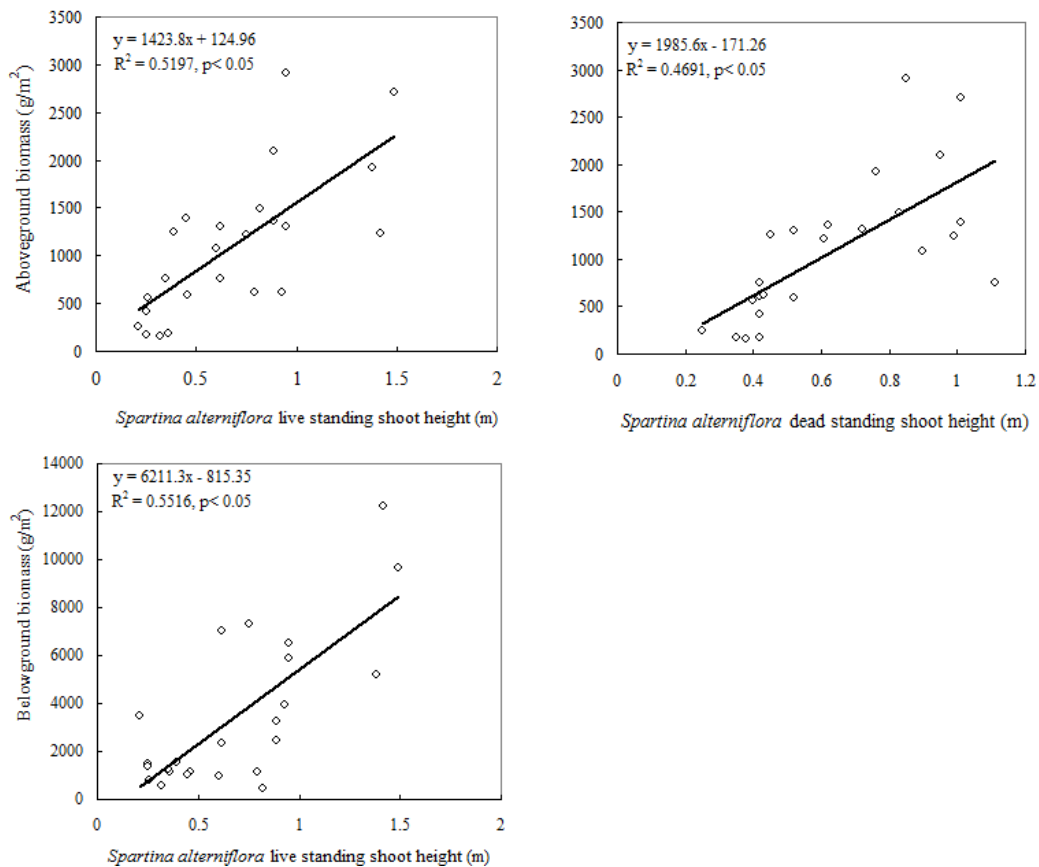 3500
3000
2500
2000
1500
1000
500
0
Aboveground biomass (g/m²)
y = 1423.8x + 124.96
R² = 0.5197, p< 0.05
0 0.5 1 1.5 2
Spartina alterniflora live standing shoot height (m)
3500
3000
2500
2000
1500
1000
500
0
y = 1985.6x - 171.26
R² = 0.4691, p< 0.05
0 0.2 0.4 0.6 0.8 1 1.2
Spartina alterniflora dead standing shoot height (m)
14000
12000
10000
8000
6000
4000
2000
0
Belowground biomass (g/m²)
y = 6211.3x - 815.35
R² = 0.5516, p< 0.05
0 0.5 1 1.5 2
Spartina alterniflora live standing shoot height (m)